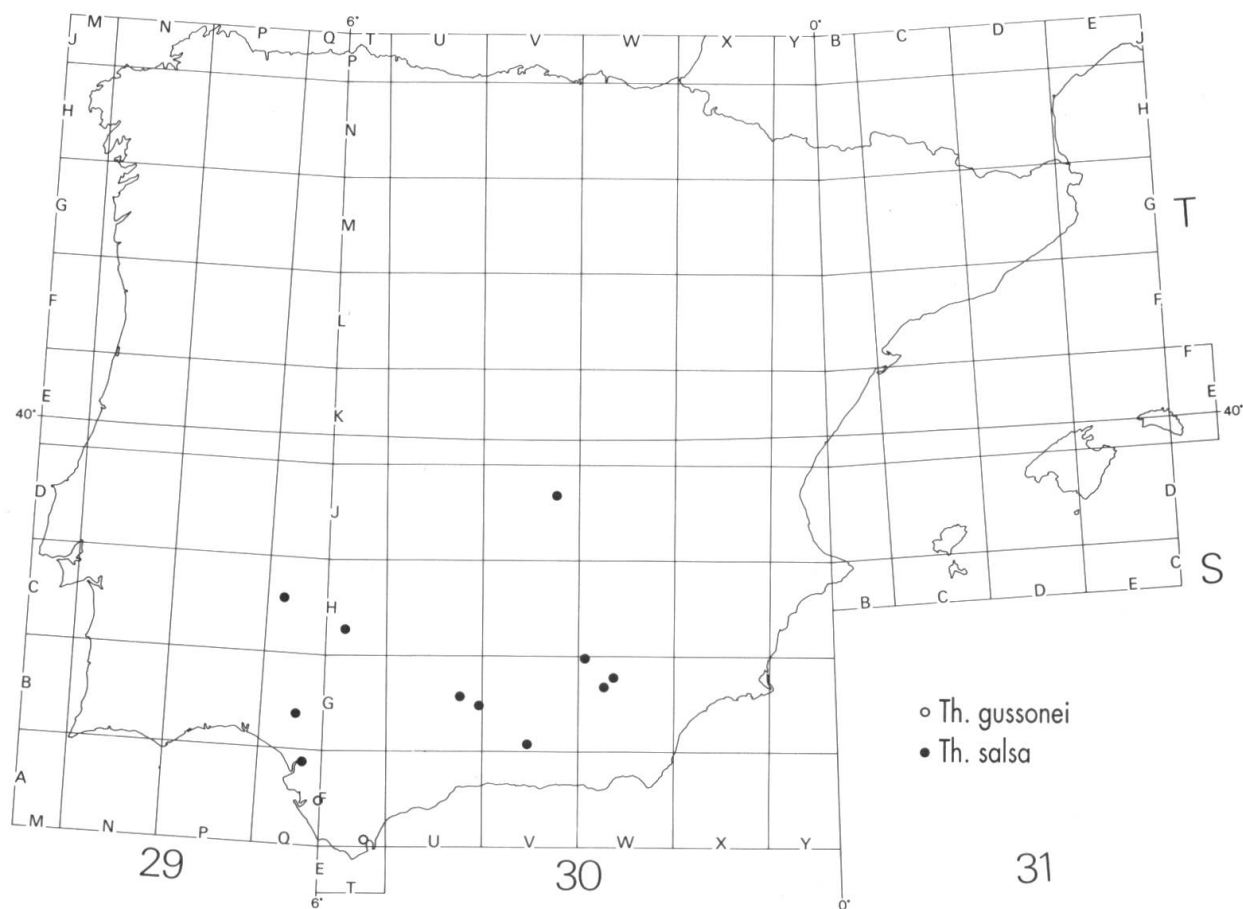 M N P Q 6° T U V W X Y 0° B C D E
J P J
H N H
G M G T
F L F
F
E K E
40° 40°
D J D
C H C S
B C D E
B G
○ Th. gussonei
● Th. salsa
A F
M N P Q U V W X Y
29 E 30 31
T
6° 0°